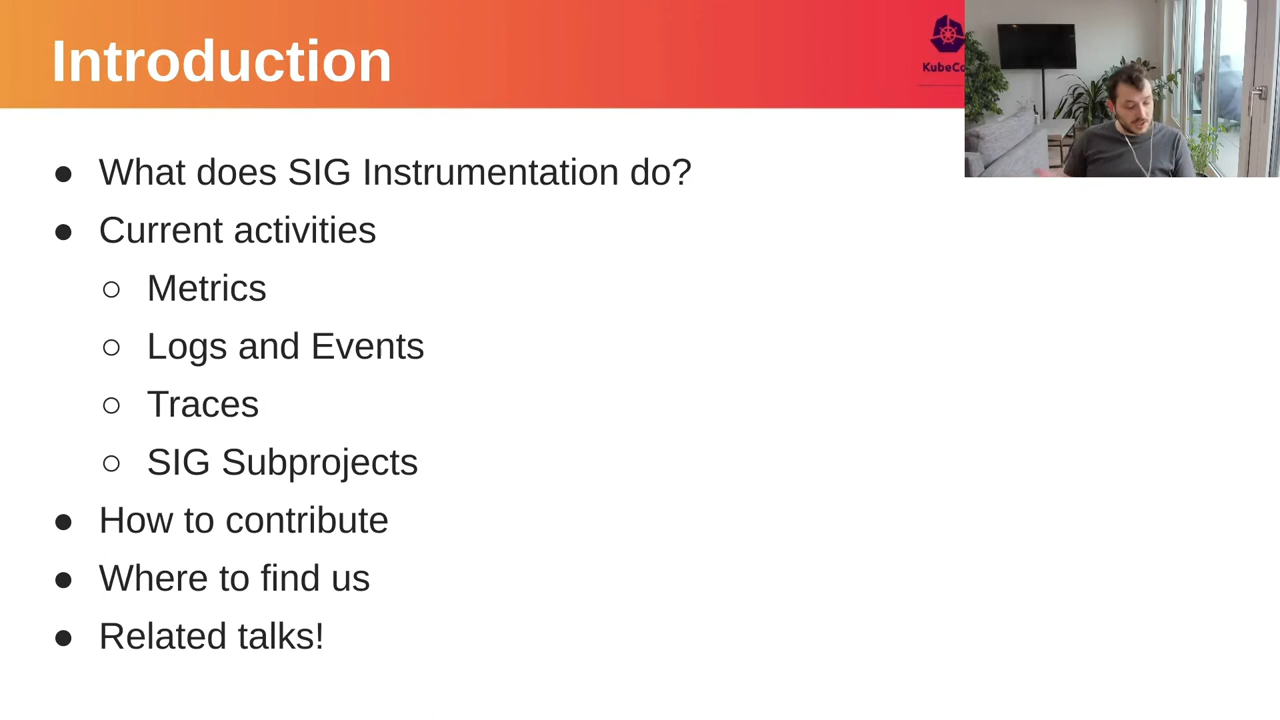 Introduction
● What does SIG Instrumentation do?
● Current activities
○ Metrics
○ Logs and Events
○ Traces
○ SIG Subprojects
● How to contribute
● Where to find us
● Related talks!